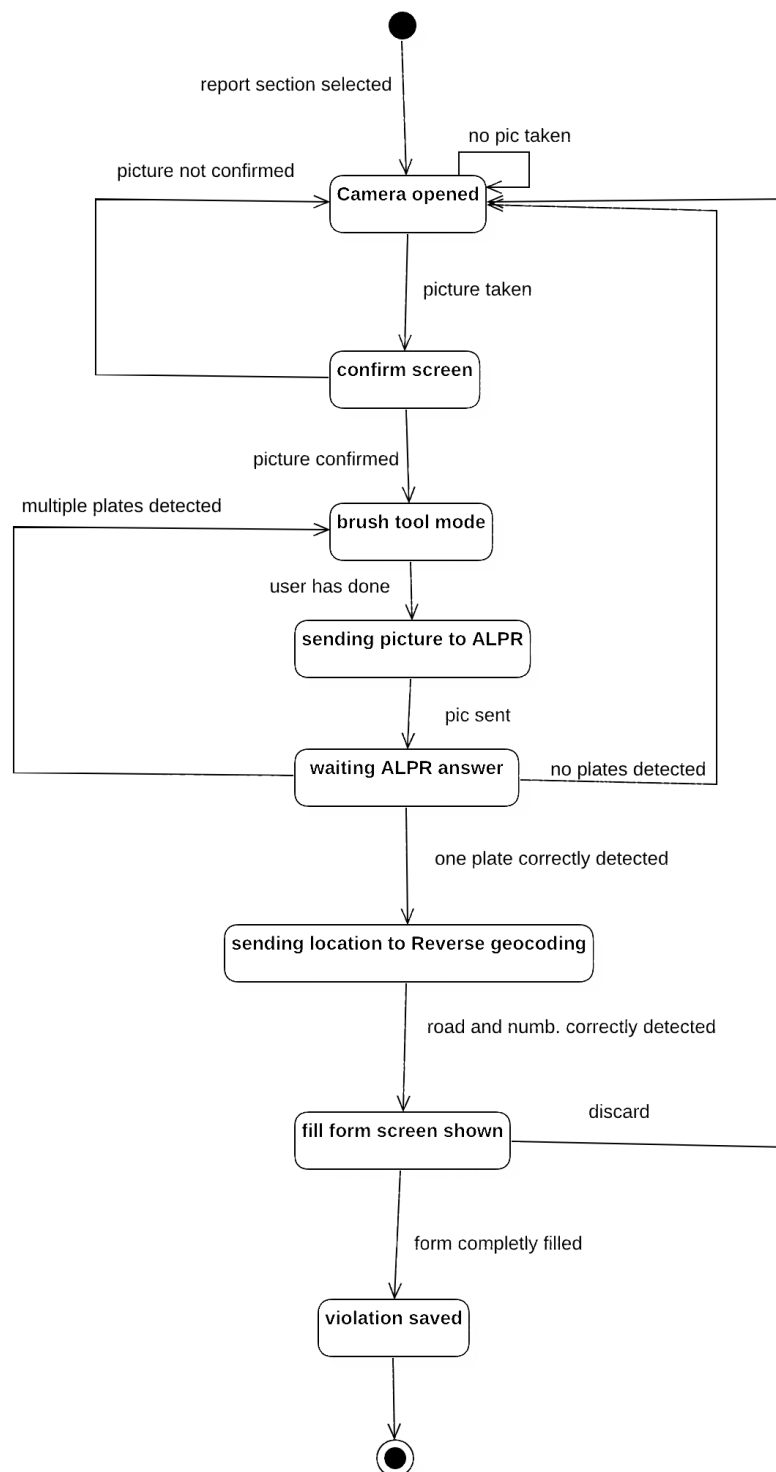 report section selected
no pic taken
picture not confirmed
Camera opened
picture taken
confirm screen
picture confirmed
multiple plates detected
brush tool mode
user has done
sending picture to ALPR
pic sent
waiting ALPR answer
no plates detected
one plate correctly detected
sending location to Reverse geocoding
road and numb. correctly detected
discard
fill form screen shown
form completly filled
violation saved